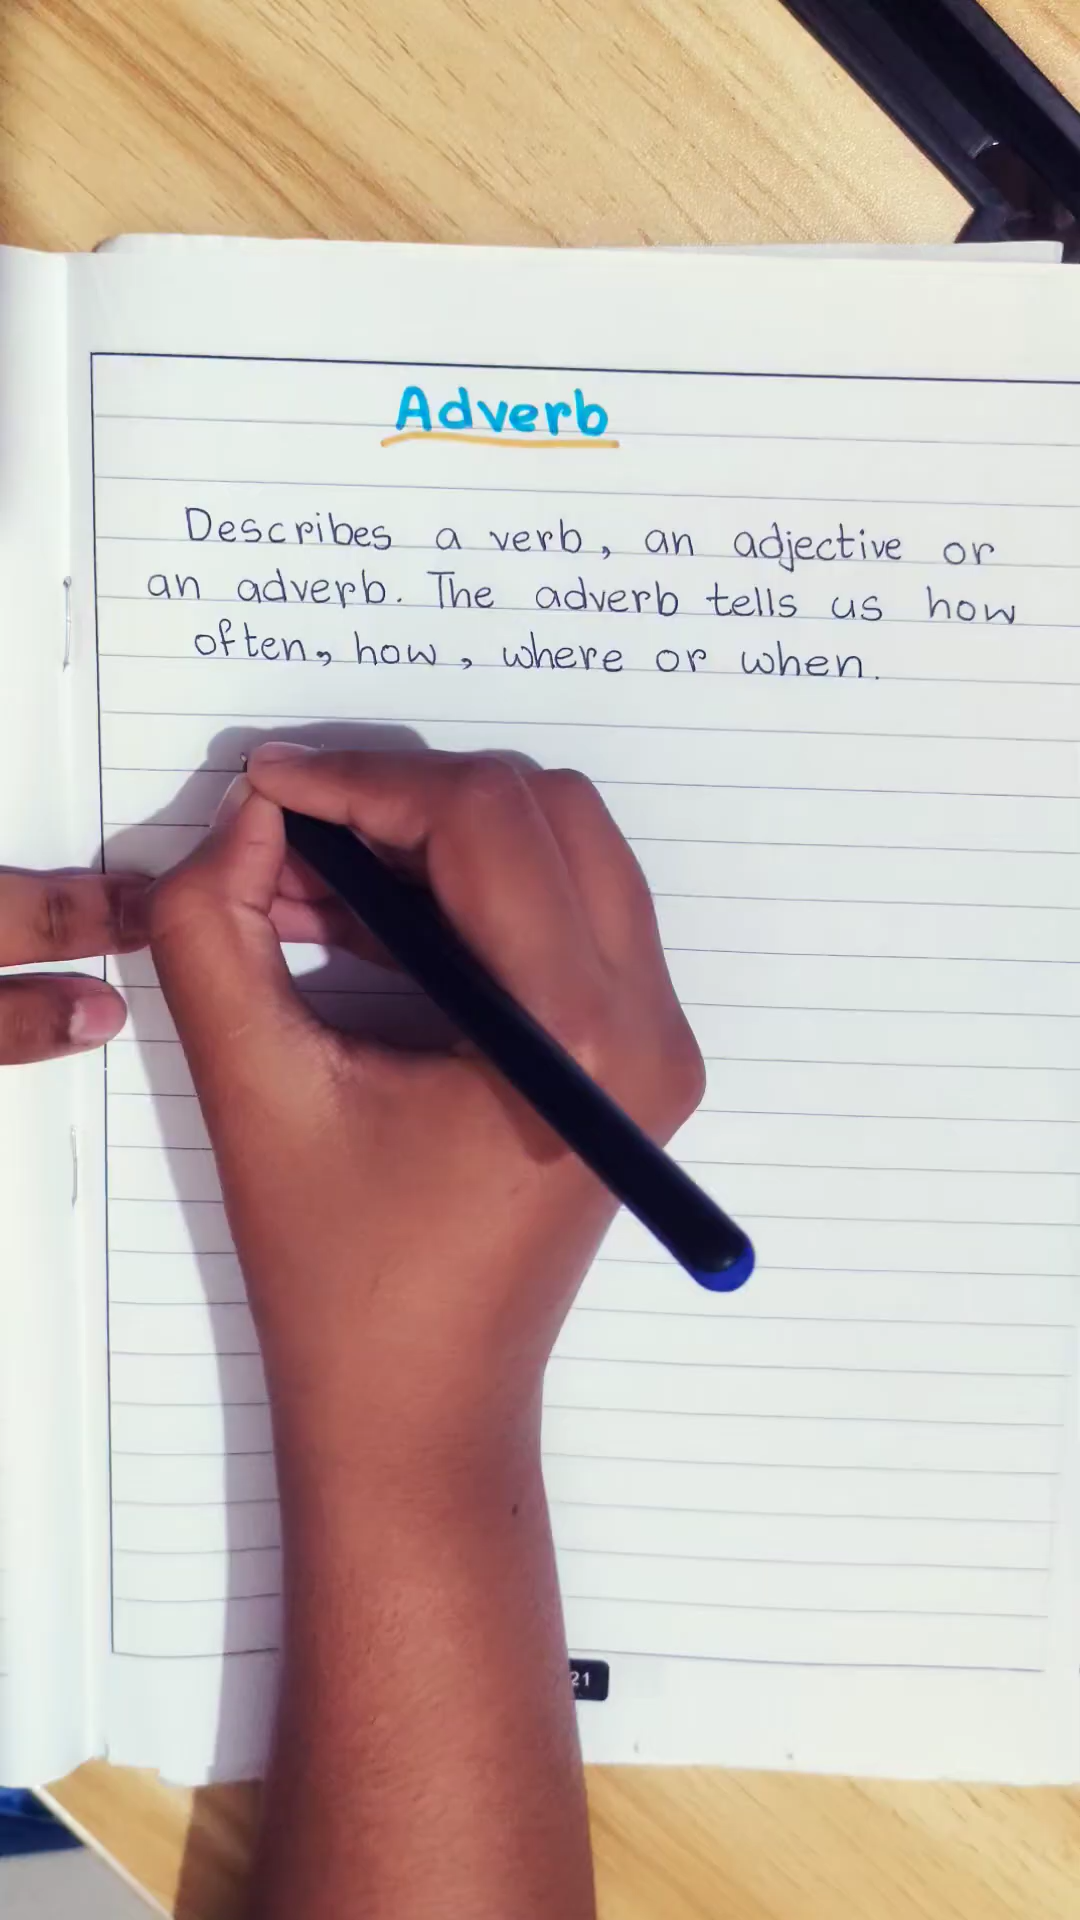 Adverb
Describes a verb, an adjective or
an adverb. The adverb tells us how
often, how, where or when.
21